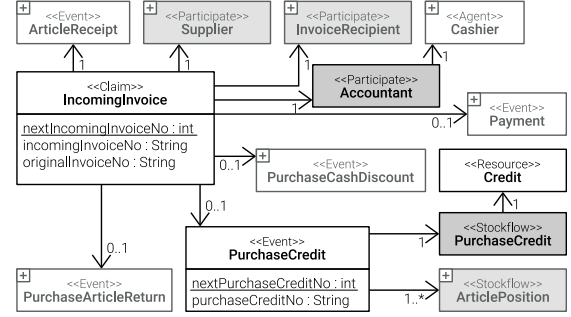 <<Event>>
ArticleReceipt
<<Participate>>
Supplier
<<Participate>>
InvoiceRecipient
<<Agent>>
Cashier
1
1
1
1
<<Claim>>
IncomingInvoice
nextIncomingInvoiceNo : int
incomingInvoiceNo : String
originalInvoiceNo : String
<<Participate>>
Accountant
1
<<Event>>
Payment
0..1
<<Event>>
PurchaseCashDiscount
0..1
<<Resource>>
Credit
0..1
1
<<Event>>
PurchaseCredit
nextPurchaseCreditNo : int
purchaseCreditNo : String
1
<<Stockflow>>
PurchaseCredit
0..1
<<Event>>
PurchaseArticleReturn
1..*
<<Stockflow>>
ArticlePosition